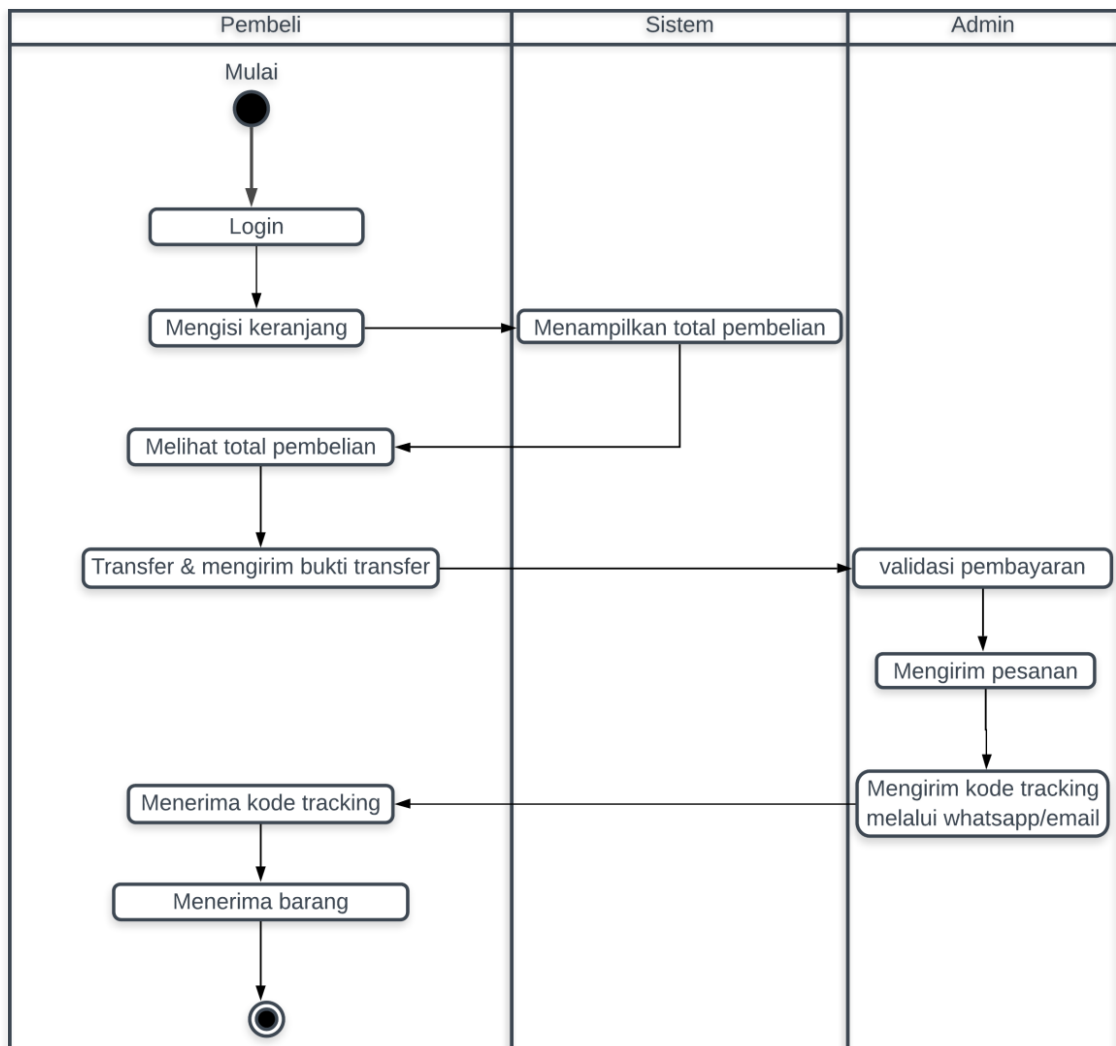 Pembeli
Sistem
Admin
Mulai
Login
Mengisi keranjang
Menampilkan total pembelian
Melihat total pembelian
Transfer & mengirim bukti transfer
validasi pembayaran
Mengirim pesanan
Mengirim kode tracking
melalui whatsapp/email
Menerima kode tracking
Menerima barang